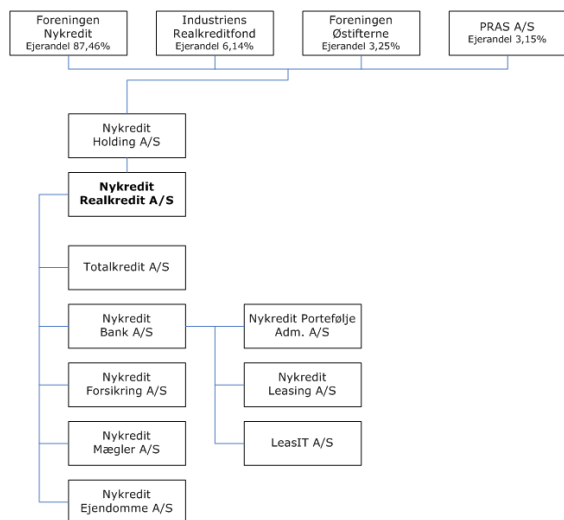 Foreningen
Nykredit
Ejerandel 87,46%
Industriens
Realkreditfond
Ejerandel 6,14%
Foreningen
Østifterne
Ejerandel 3,25%
PRAS A/S
Ejerandel 3,15%
Nykredit
Holding A/S
Nykredit
Realkredit A/S
Totalkredit A/S
Nykredit
Bank A/S
Nykredit Portefølje
Adm. A/S
Nykredit
Forsikring A/S
Nykredit
Leasing A/S
Nykredit
Mægler A/S
LeasIT A/S
Nykredit
Ejendomme A/S